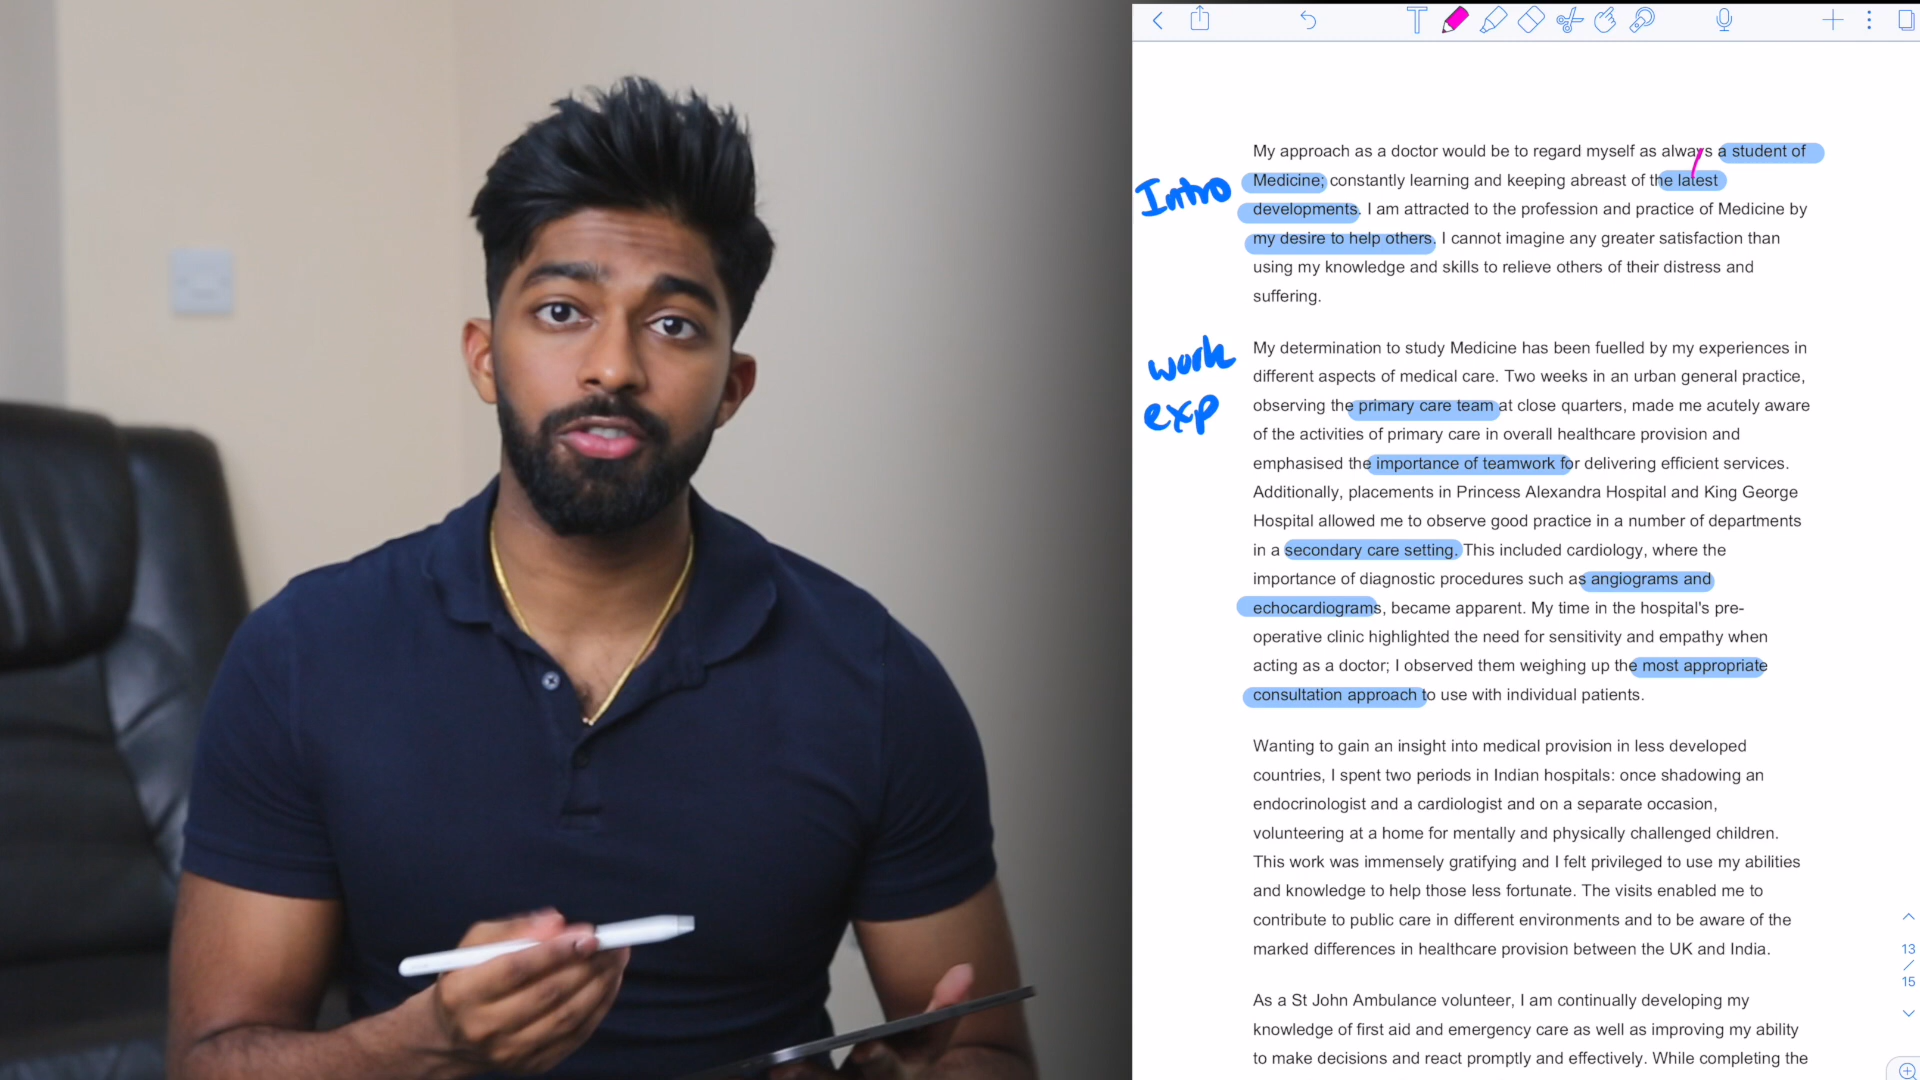 My approach as a doctor would be to regard myself as always a student of
Intro
Medicine; constantly learning and keeping abreast of the latest
developments. I am attracted to the profession and practice of Medicine by
my desire to help others. I cannot imagine any greater satisfaction than
using my knowledge and skills to relieve others of their distress and
suffering.
work
exp
My determination to study Medicine has been fuelled by my experiences in
different aspects of medical care. Two weeks in an urban general practice,
observing the primary care team at close quarters, made me acutely aware
of the activities of primary care in overall healthcare provision and
emphasised the importance of teamwork for delivering efficient services.
Additionally, placements in Princess Alexandra Hospital and King George
Hospital allowed me to observe good practice in a number of departments
in a secondary care setting. This included cardiology, where the
importance of diagnostic procedures such as angiograms and
echocardiograms, became apparent. My time in the hospital's pre-
operative clinic highlighted the need for sensitivity and empathy when
acting as a doctor; I observed them weighing up the most appropriate
consultation approach to use with individual patients.
Wanting to gain an insight into medical provision in less developed
countries, I spent two periods in Indian hospitals: once shadowing an
endocrinologist and a cardiologist and on a separate occasion,
volunteering at a home for mentally and physically challenged children.
This work was immensely gratifying and I felt privileged to use my abilities
and knowledge to help those less fortunate. The visits enabled me to
contribute to public care in different environments and to be aware of the
marked differences in healthcare provision between the UK and India.
As a St John Ambulance volunteer, I am continually developing my
knowledge of first aid and emergency care as well as improving my ability
to make decisions and react promptly and effectively. While completing the
13
/
15